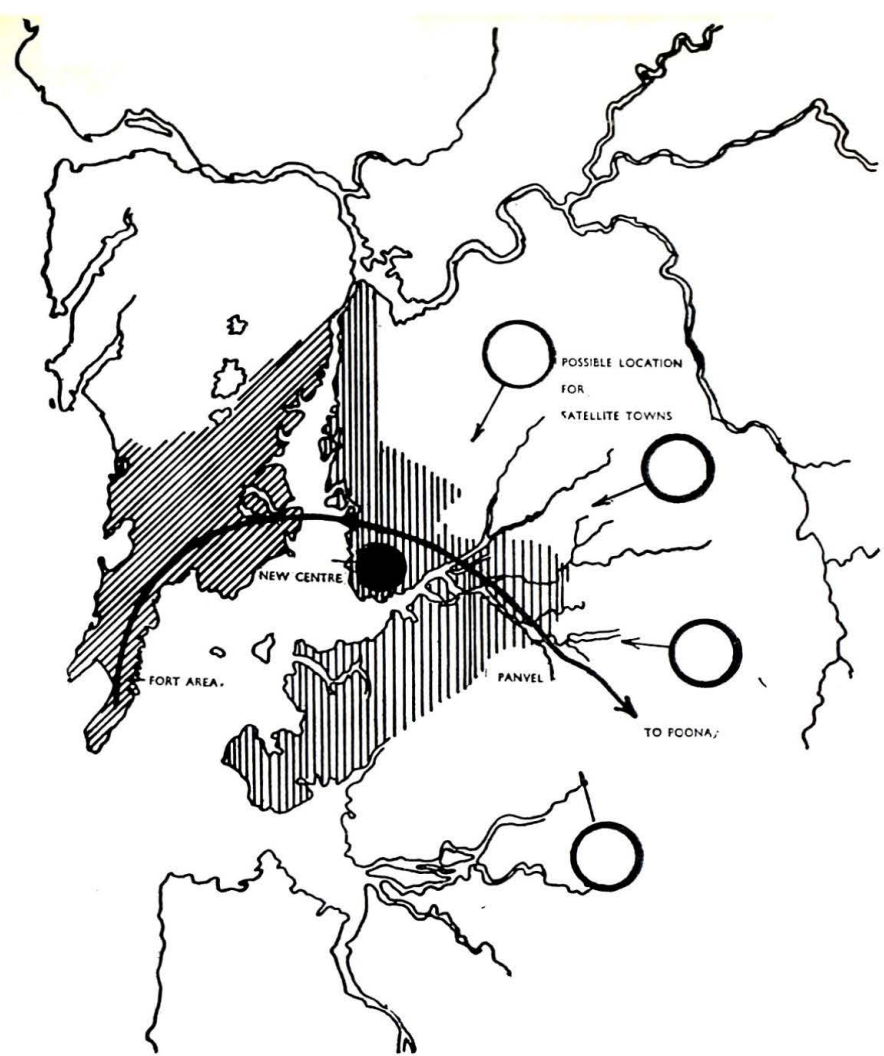 POSSIBLE LOCATION
FOR
SATELLITE TOWNS
NEW CENTRE
FORT AREA.
PANVEL
TO POONA,